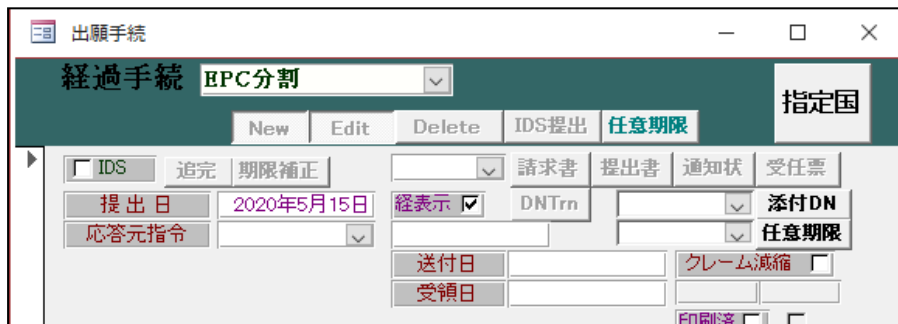 出願手続
経過手続 EPC分割
指定国
New Edit Delete IDS提出 任意期限
IDS 追完 期限補正 請求書 提出書 通知状 受任票
提出日 2020年5月15日 経表示 DNTrn 添付DN
応答元指令 任意期限
送付日 クレーム減縮
受領日
印刷済